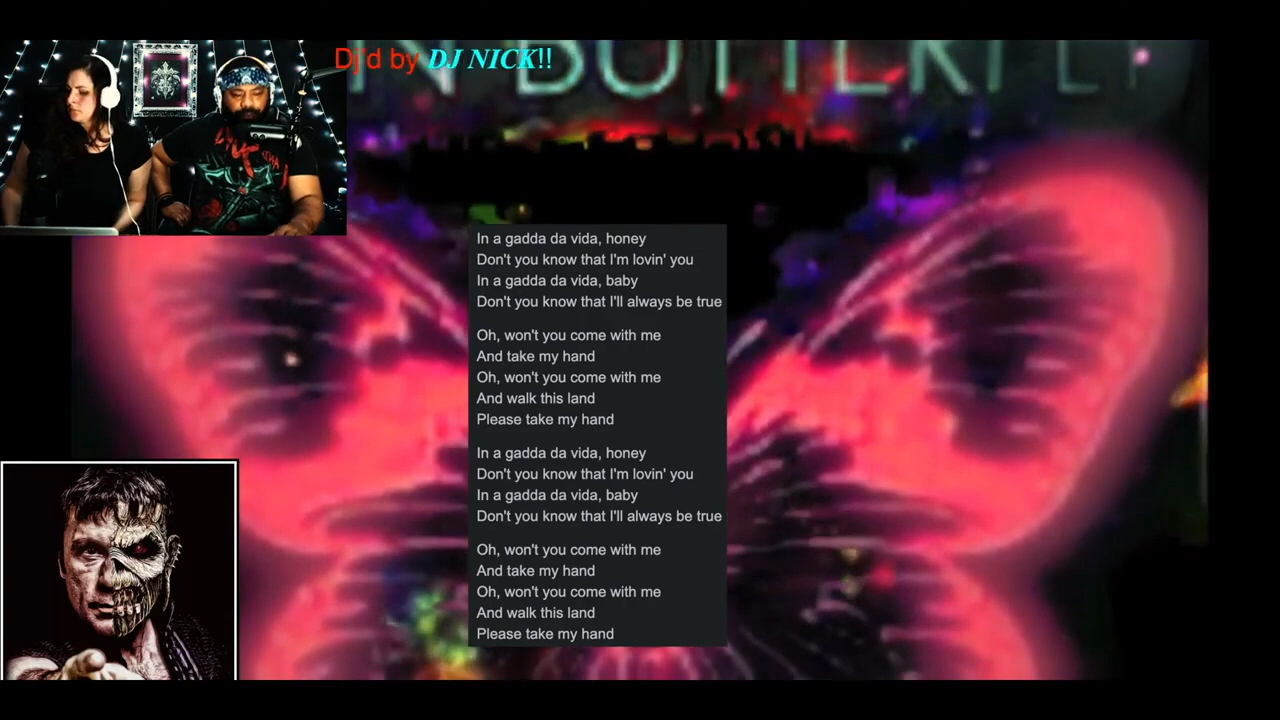 Dj'd by DJ NICK!!
N BUTTERFLY
In a gadda da vida, honey
Don't you know that I'm lovin' you
In a gadda da vida, baby
Don't you know that I'll always be true
Oh, won't you come with me
And take my hand
Oh, won't you come with me
And walk this land
Please take my hand
In a gadda da vida, honey
Don't you know that I'm lovin' you
In a gadda da vida, baby
Don't you know that I'll always be true
Oh, won't you come with me
And take my hand
Oh, won't you come with me
And walk this land
Please take my hand